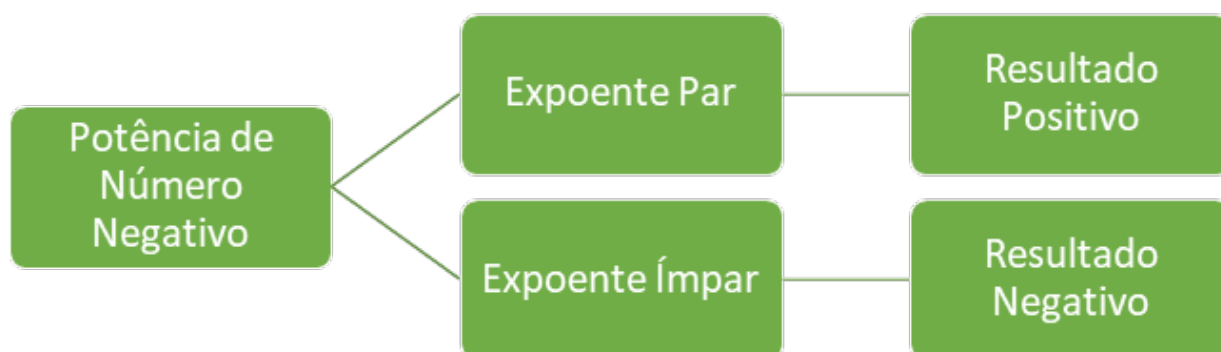 Potência de
Número
Negativo
Expoente Par
Resultado
Positivo
Expoente Ímpar
Resultado
Negativo